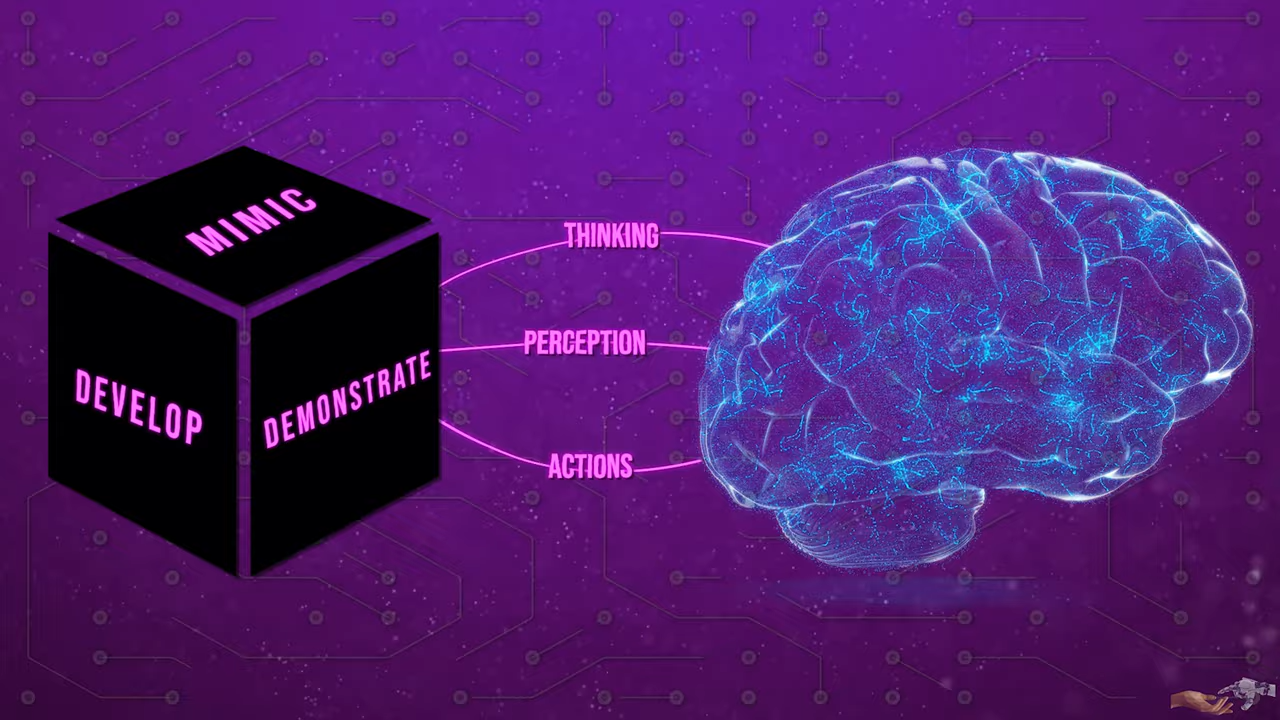 MIMIC
DEVELOP
DEMONSTRATE
THINKING
PERCEPTION
ACTIONS